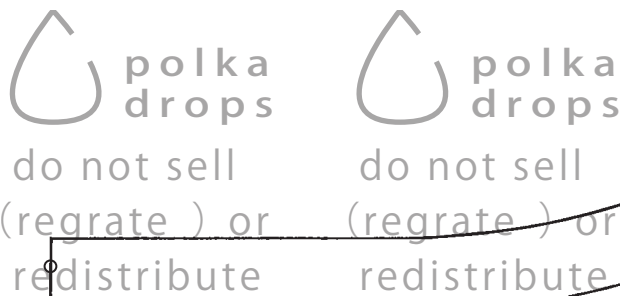 polka polka
drops drops
do not sell do not sell
(regrate ) or (regrate ) or
redistribute redistribute